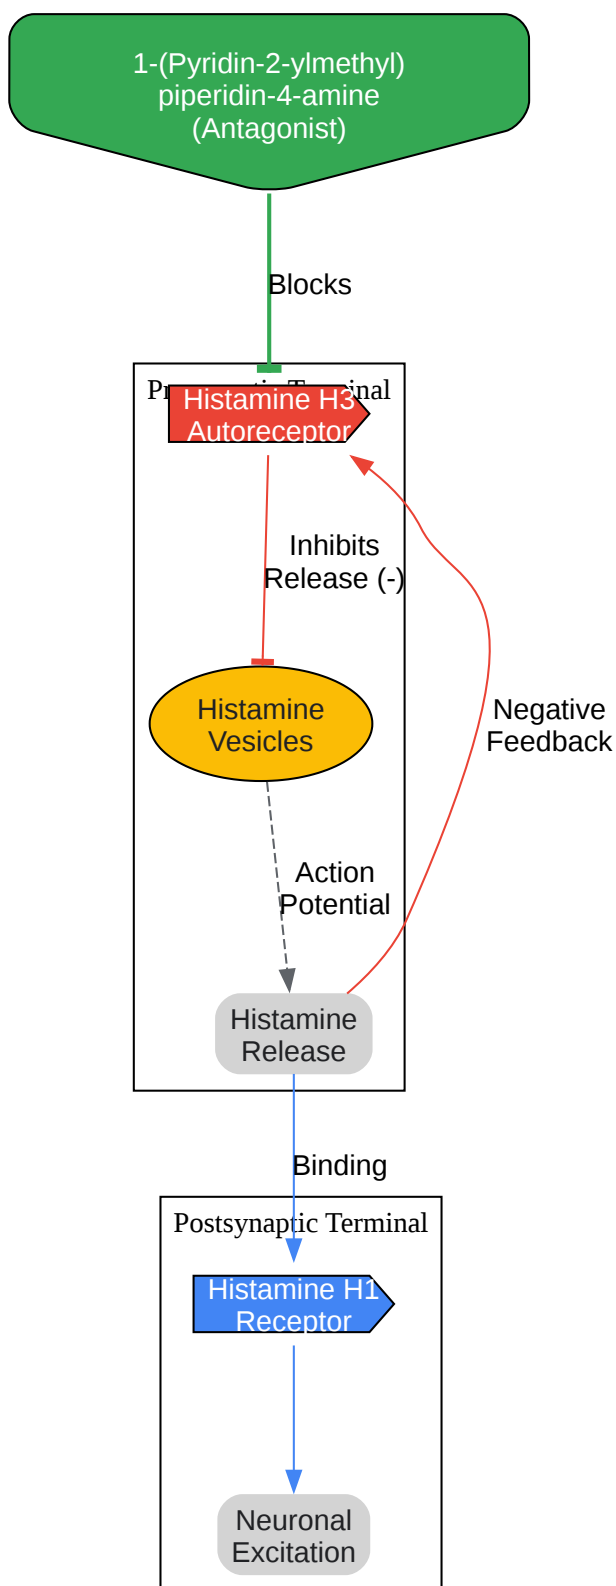 1-(Pyridin-2-ylmethyl)
piperidin-4-amine
(Antagonist)
Blocks
Terminal
Histamine H3
Autoreceptor
Inhibits
Release (-)
Histamine
Vesicles
Negative
Feedback
Action
Potential
Histamine
Release
Binding
Postsynaptic Terminal
Histamine H1
Receptor
Neuronal
Excitation